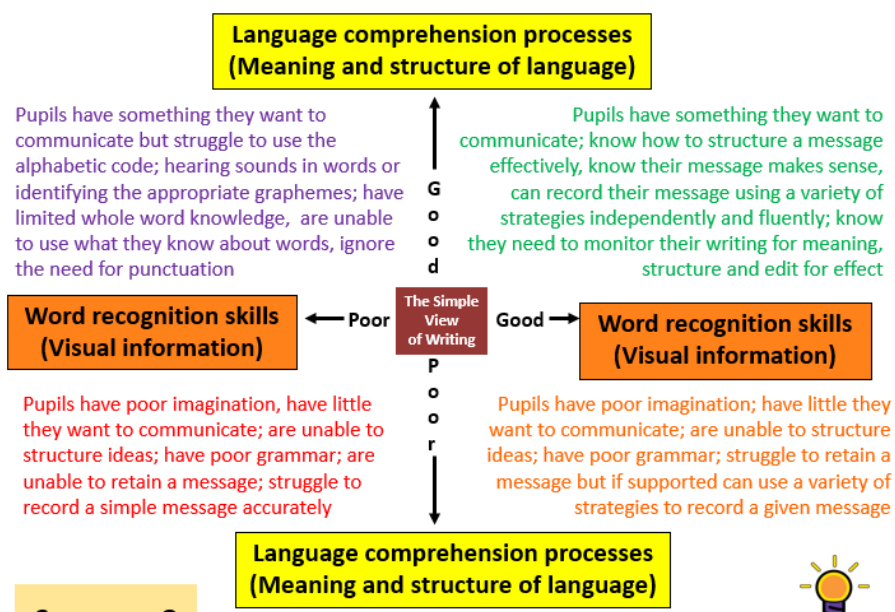 Language comprehension processes
(Meaning and structure of language)
Pupils have something they want to
communicate but struggle to use the
alphabetic code; hearing sounds in words or
identifying the appropriate graphemes; have
limited whole word knowledge, are unable
to use what they know about words, ignore
the need for punctuation
Good
Pupils have something they want to
communicate; know how to structure a message
effectively, know their message makes sense,
can record their message using a variety of
strategies independently and fluently; know
they need to monitor their writing for meaning,
structure and edit for effect
Word recognition skills
(Visual information)
Poor
The Simple
View
of Writing
Good
Word recognition skills
(Visual information)
Poor
Pupils have poor imagination, have little
they want to communicate; are unable to
structure ideas; have poor grammar; are
unable to retain a message; struggle to
record a simple message accurately
Pupils have poor imagination; have little they
want to communicate; are unable to structure
ideas; have poor grammar; struggle to retain a
message but if supported can use a variety of
strategies to record a given message
Language comprehension processes
(Meaning and structure of language)